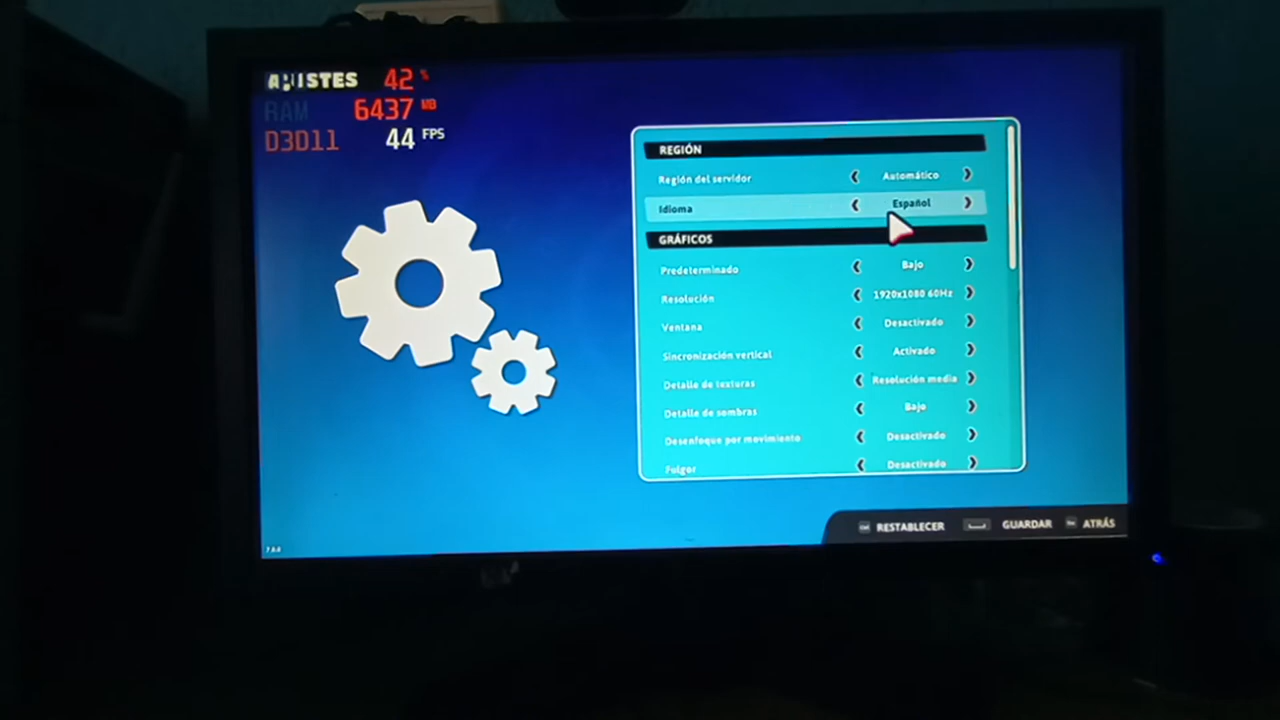 42 %
RAM 6437 MB
D3D11 44 FPS
REGIÓN
Región del servidor Automático
Idioma Español
GRÁFICOS
Predeterminado Bajo
Resolución 1920x1080 60Hz
Ventana Desactivado
Sincronización vertical Activado
Detalle de texturas Resolución media
Detalle de sombras Bajo
Desenfoque por movimiento Desactivado
Fulgor Desactivado
RESTABLECER GUARDAR ATRÁS